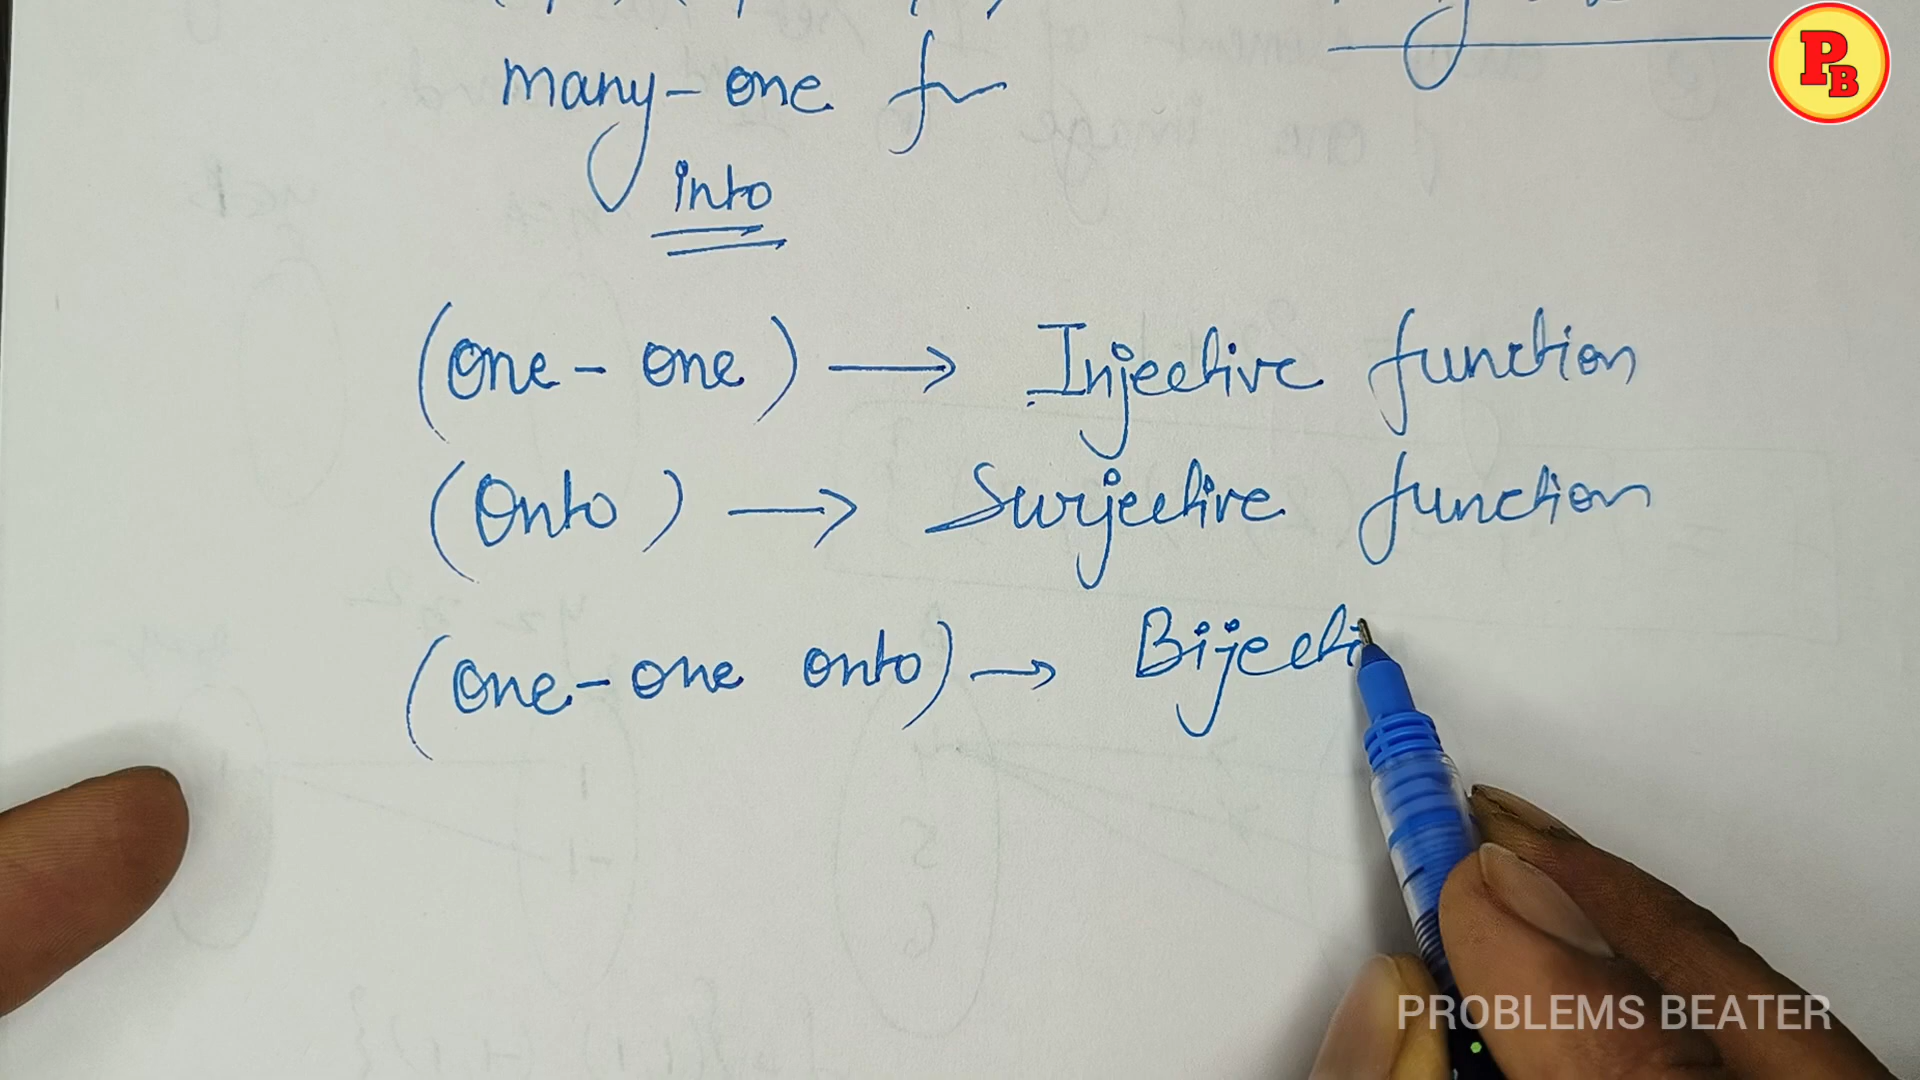 many-one fn
into
(one-one) → Injective function
(Onto) → Surjective function
(one-one onto) → Bijecti
PB
PROBLEMS BEATER